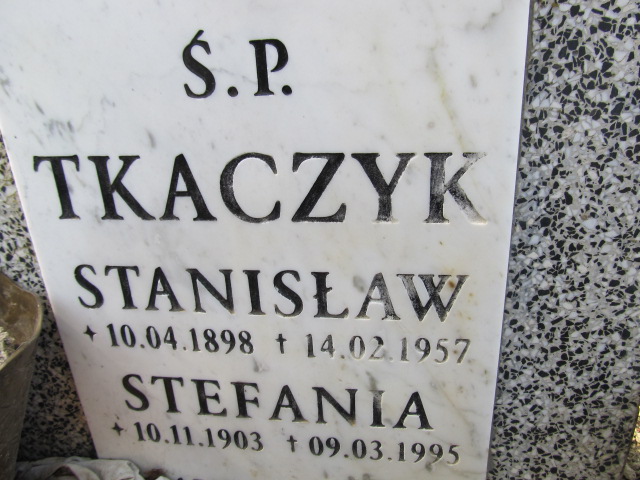 Ś.P.
TKACZYK
STANISŁAW
+ 10.04.1898 † 14.02.1957
STEFANIA
+ 10.11.1903 † 09.03.1995